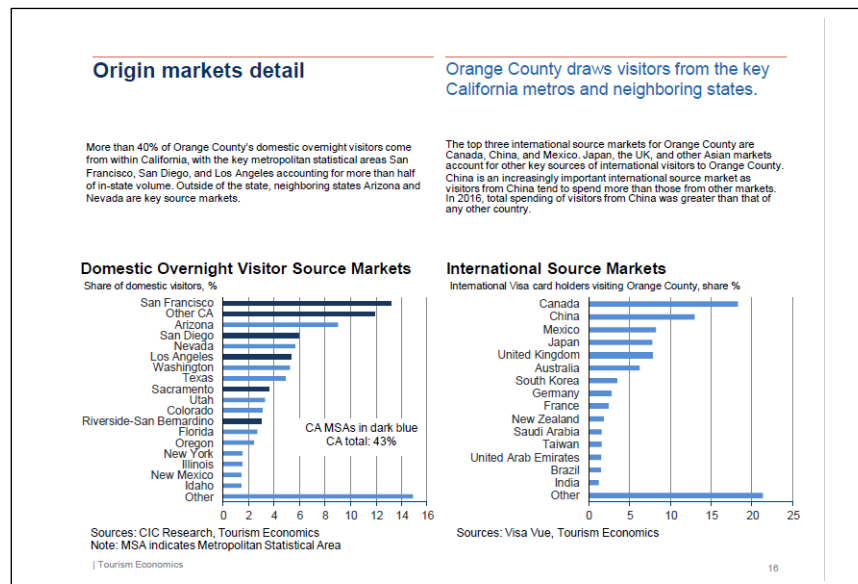 Origin markets detail
Orange County draws visitors from the key
California metros and neighboring states.
More than 40% of Orange County's domestic overnight visitors come
from within California, with the key metropolitan statistical areas San
Francisco, San Diego, and Los Angeles accounting for more than half
of in-state volume. Outside of the state, neighboring states Arizona and
Nevada are key source markets.
The top three international source markets for Orange County are
Canada, China, and Mexico. Japan, the UK, and other Asian markets
account for other key sources of international visitors to Orange County.
China is an increasingly important international source market as
visitors from China tend to spend more than those from other markets.
In 2016, total spending of visitors from China was greater than that of
any other country.
Domestic Overnight Visitor Source Markets
Share of domestic visitors, %
San Francisco
Other CA
Arizona
San Diego
Nevada
Los Angeles
Washington
Texas
Sacramento
Utah
Colorado
Riverside-San Bernardino
Florida
Oregon
New York
Illinois
New Mexico
Idaho
Other
CA MSAs in dark blue
CA total: 43%
0 2 4 6 8 10 12 14 16
Sources: CIC Research, Tourism Economics
Note: MSA indicates Metropolitan Statistical Area
International Source Markets
International Visa card holders visiting Orange County, share %
Canada
China
Mexico
Japan
United Kingdom
Australia
South Korea
Germany
France
New Zealand
Saudi Arabia
Taiwan
United Arab Emirates
Brazil
India
Other
0 5 10 15 20 25
Sources: Visa Vue, Tourism Economics
| Tourism Economics
16